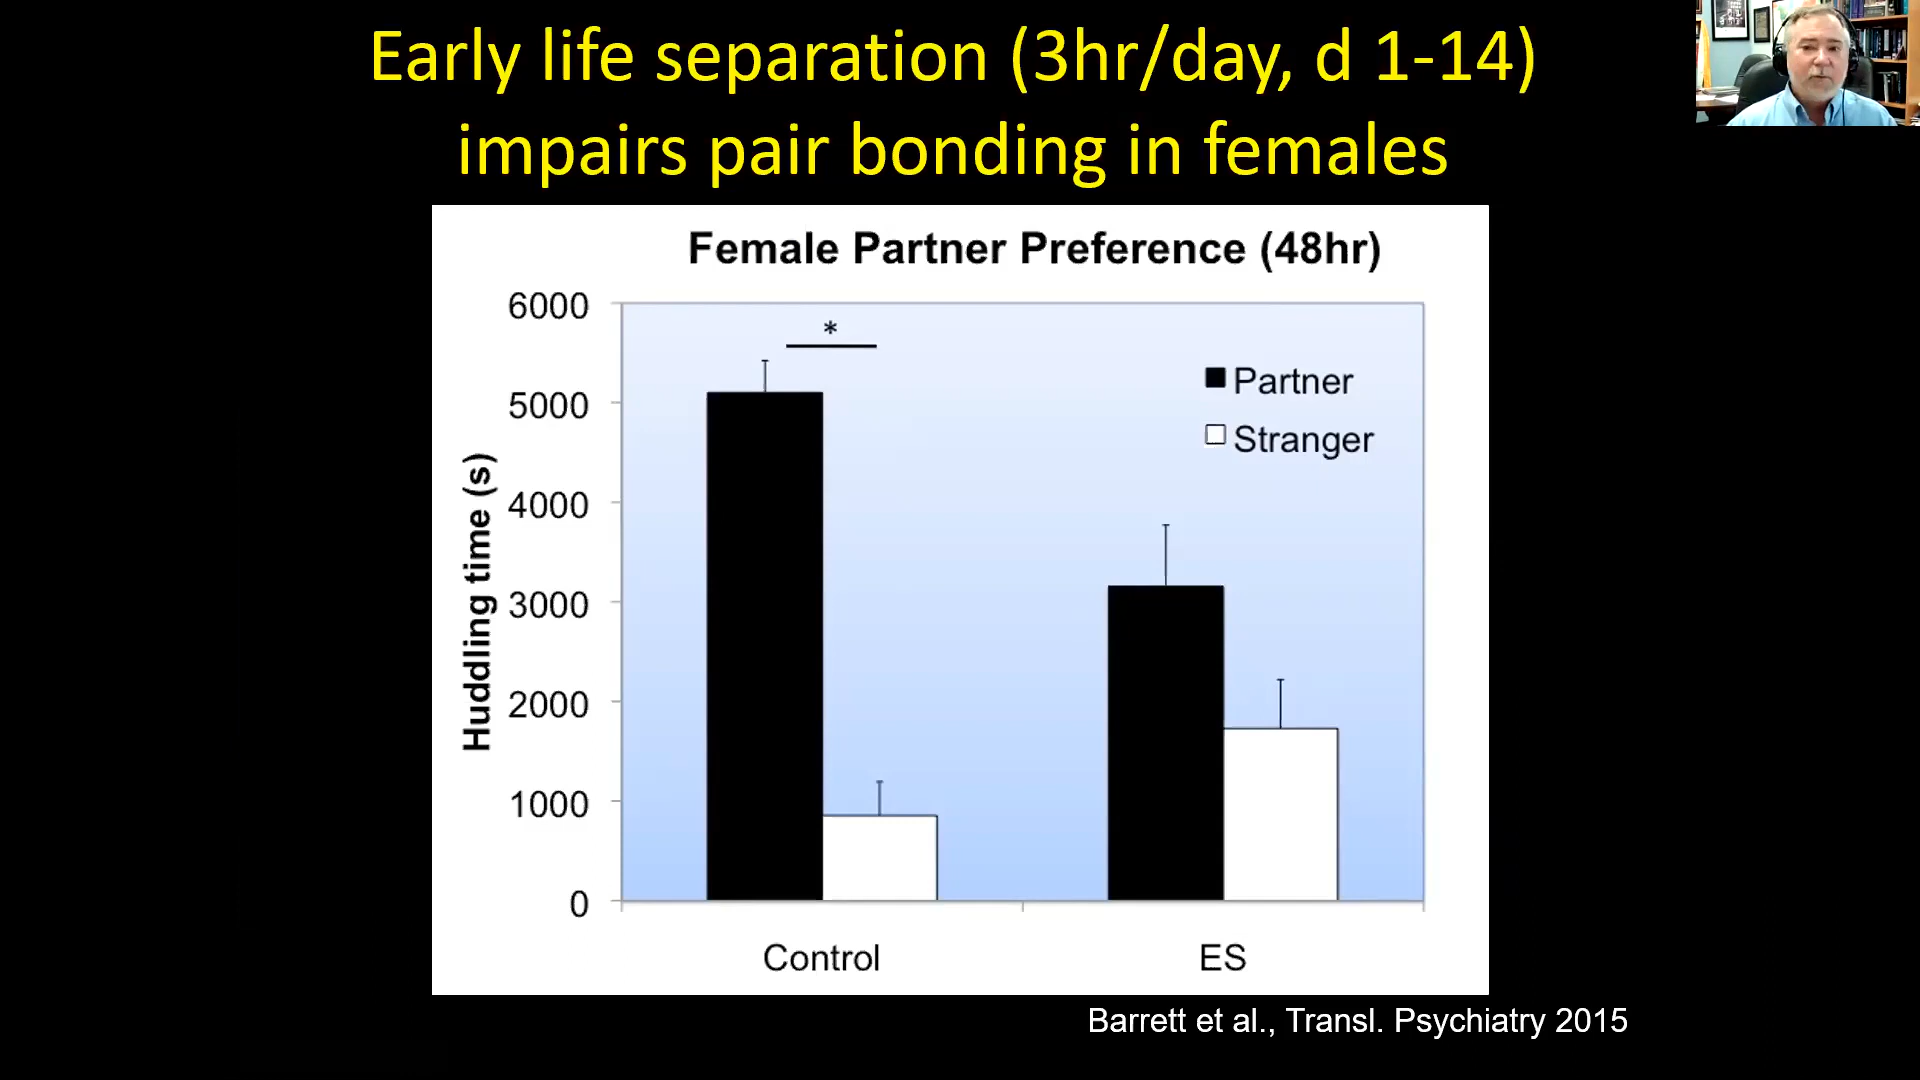 Early life separation (3hr/day, d 1-14)
impairs pair bonding in females
Female Partner Preference (48hr)
6000
5000
4000
3000
2000
1000
0
Huddling time (s)
*
Partner
Stranger
Control
ES
Barrett et al., Transl. Psychiatry 2015